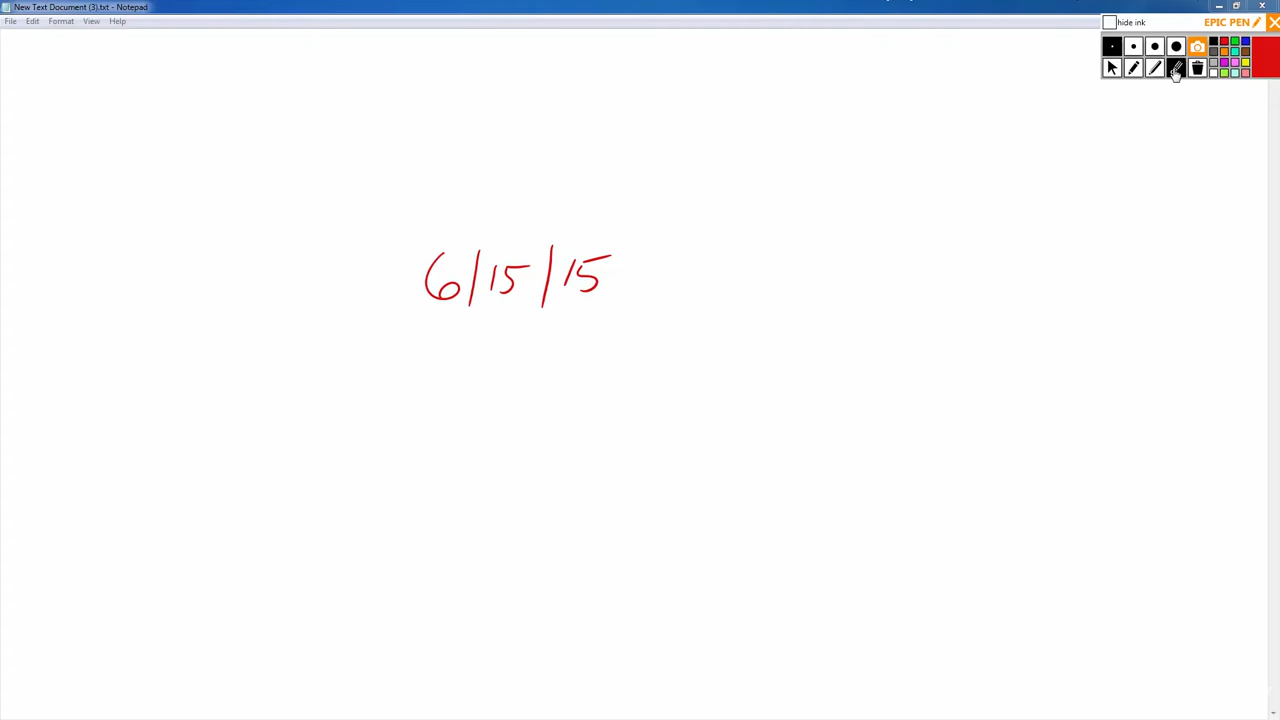 New Text Document (3).txt - Notepad
File Edit Format View Help
hide ink EPIC PEN
6/15/15